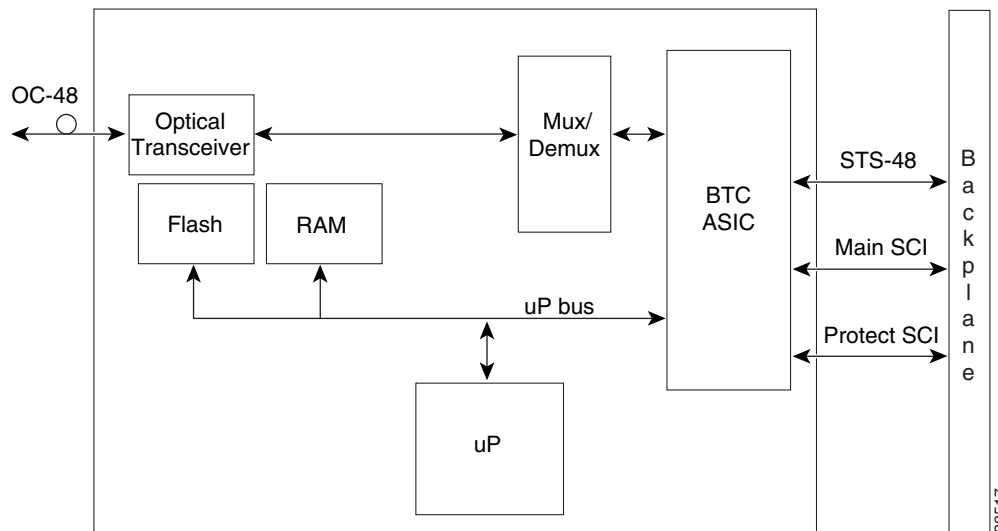 OC-48
Optical
Transceiver
Mux/
Demux
BTC
ASIC
STS-48
Main SCI
Protect SCI
Backplane
Flash
RAM
uP bus
uP